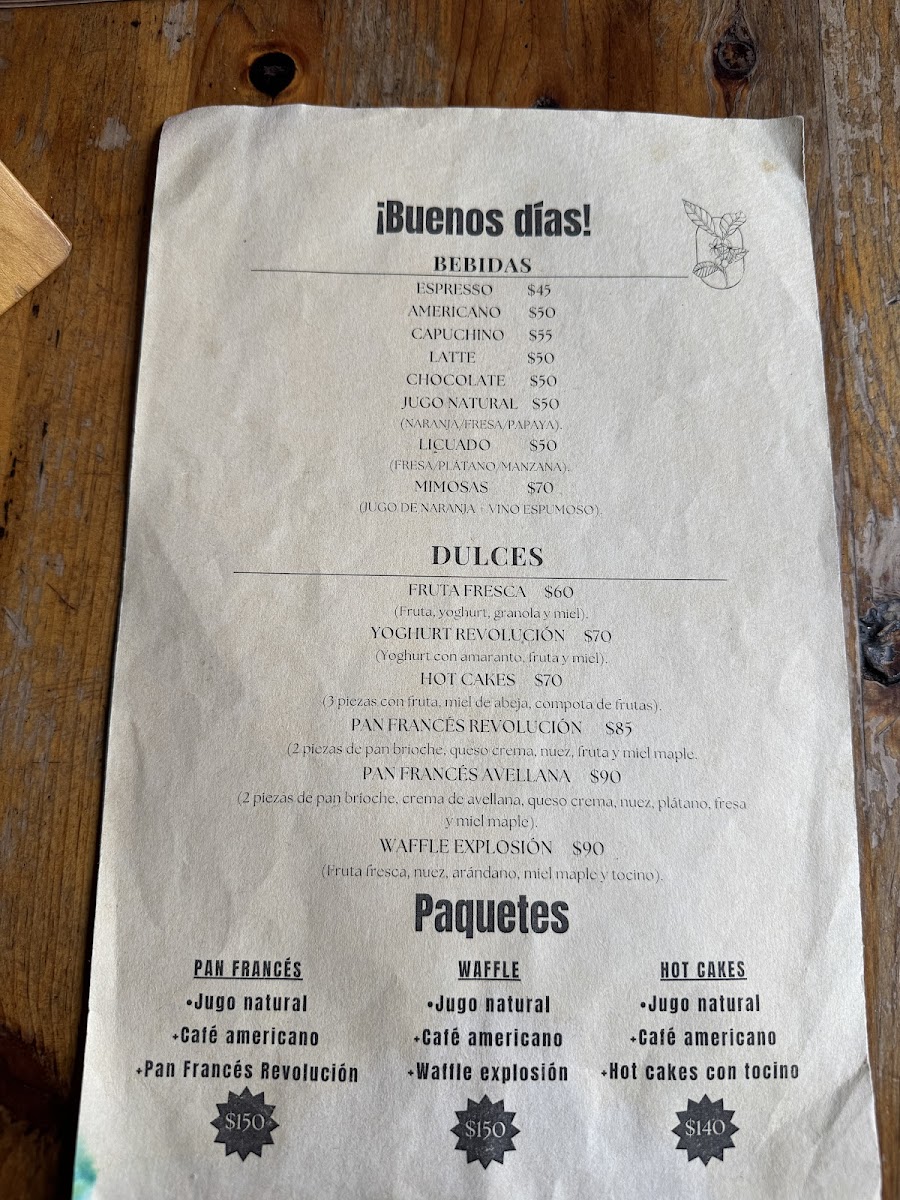 ¡Buenos días!
BEBIDAS
ESPRESSO $45
AMERICANO $50
CAPUCHINO $55
LATTE $50
CHOCOLATE $50
JUGO NATURAL $50
(NARANJA/FRESA/PAPAYA).
LICUADO $50
(FRESA/PLÁTANO/MANZANA).
MIMOSAS $70
(JUGO DE NARANJA + VINO ESPUMOSO).
DULCES
FRUTA FRESCA $60
(Fruta, yoghurt, granola y miel).
YOGHURT REVOLUCIÓN $70
(Yoghurt con amaranto, fruta y miel).
HOT CAKES $70
(3 piezas con fruta, miel de abeja, compota de frutas).
PAN FRANCÉS REVOLUCIÓN $85
(2 piezas de pan brioche, queso crema, nuez, fruta y miel maple.
PAN FRANCÉS AVELLANA $90
(2 piezas de pan brioche, crema de avellana, queso crema, nuez, plátano, fresa
y miel maple).
WAFFLE EXPLOSIÓN $90
(Fruta fresca, nuez, arándano, miel maple y tocino).
Paquetes
PAN FRANCÉS
•Jugo natural
+Café americano
+Pan Francés Revolución
$150
WAFFLE
•Jugo natural
+Café americano
+Waffle explosión
$150
HOT CAKES
•Jugo natural
+Café americano
+Hot cakes con tocino
$140